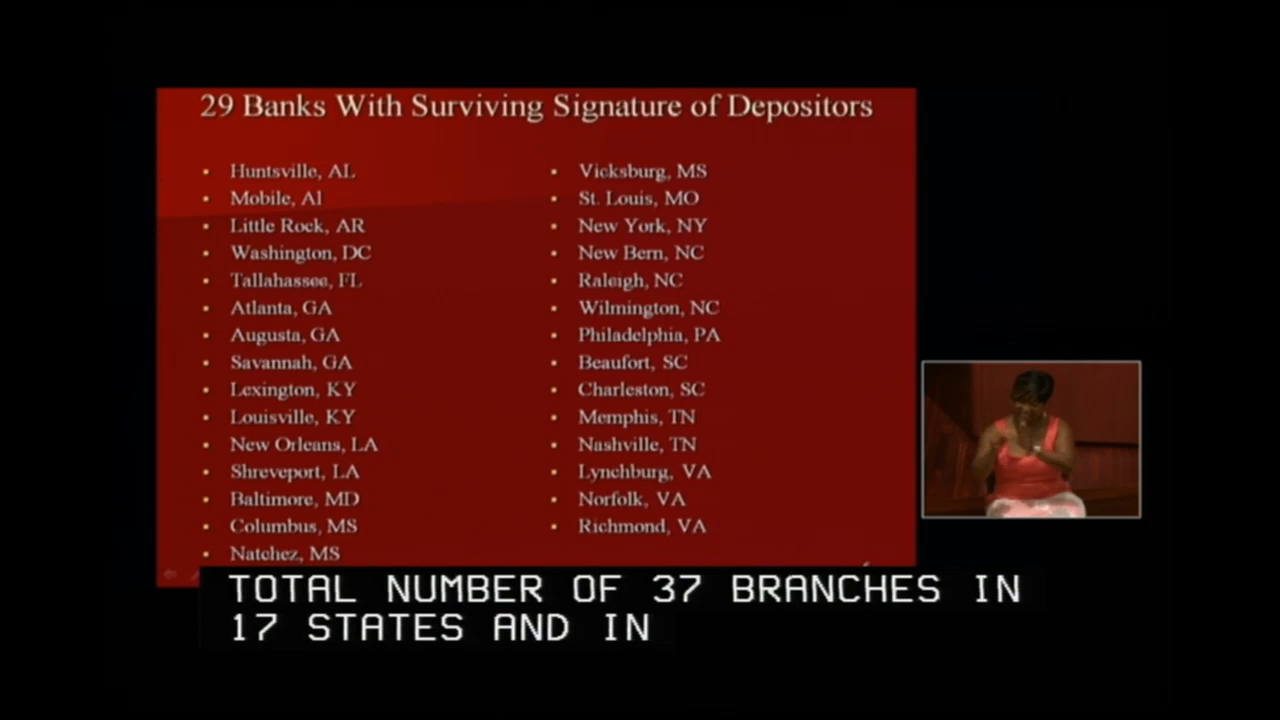 29 Banks With Surviving Signature of Depositors
Huntsville, AL
Mobile, Al
Little Rock, AR
Washington, DC
Tallahassee, FL
Atlanta, GA
Augusta, GA
Savannah, GA
Lexington, KY
Louisville, KY
New Orleans, LA
Shreveport, LA
Baltimore, MD
Columbus, MS
Natchez, MS
Vicksburg, MS
St. Louis, MO
New York, NY
New Bern, NC
Raleigh, NC
Wilmington, NC
Philadelphia, PA
Beaufort, SC
Charleston, SC
Memphis, TN
Nashville, TN
Lynchburg, VA
Norfolk, VA
Richmond, VA
TOTAL NUMBER OF 37 BRANCHES IN
17 STATES AND IN